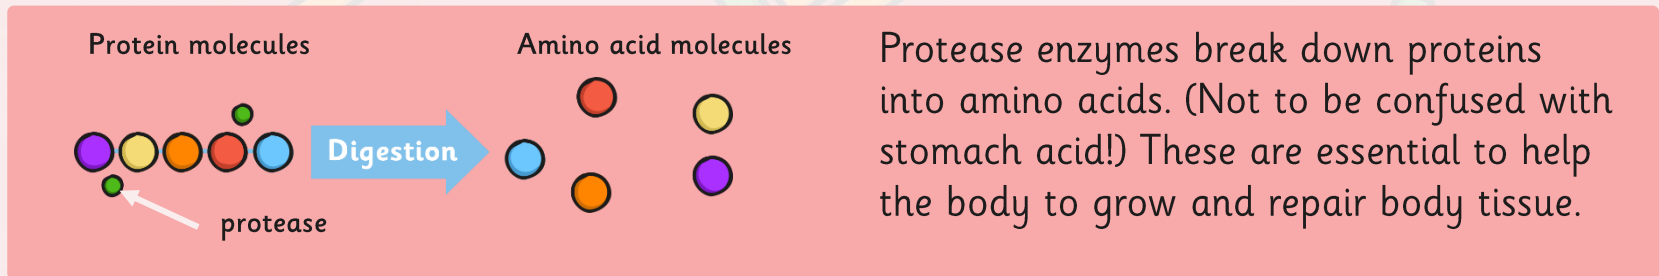 Protein molecules
Amino acid molecules
Digestion
protease
Protease enzymes break down proteins
into amino acids. (Not to be confused with
stomach acid!) These are essential to help
the body to grow and repair body tissue.